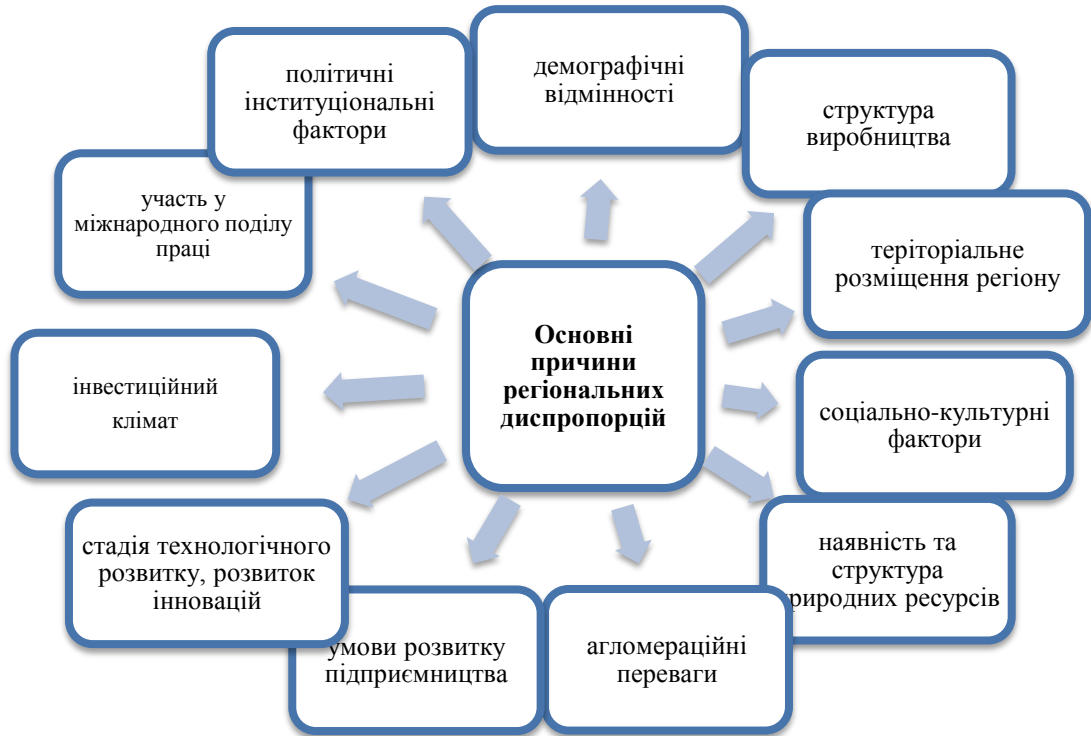 політичні
інституціональні
фактори
демографічні
відмінності
структура
виробництва
участь у
міжнародного поділу
праці
теріторіальне
розміщення регіону
Основні
причини
регіональних
диспропорцій
інвестиційний
клімат
соціально-культурні
фактори
стадія технологічного
розвитку, розвиток
інновацій
наявність та
структура
природних ресурсів
умови розвитку
підприємництва
агломераційні
переваги